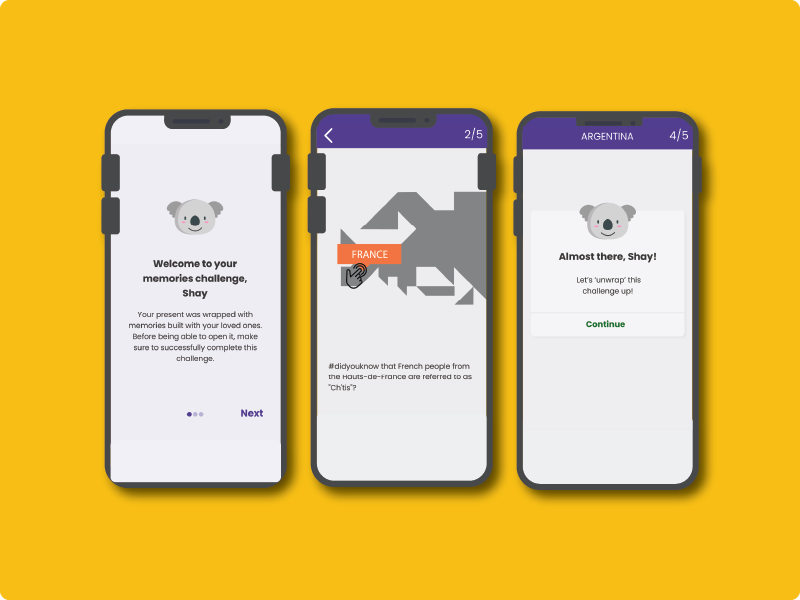 Welcome to your
memories challenge,
Shay
Your present was wrapped with
memories built with your loved ones.
Before being able to open it, make
sure to successfully complete this
challenge.
Next
2/5
FRANCE
#didyouknow that French people from
the Hauts-de-France are referred to as
"Ch'tis"?
ARGENTINA
4/5
Almost there, Shay!
Let's 'unwrap' this
challenge up!
Continue